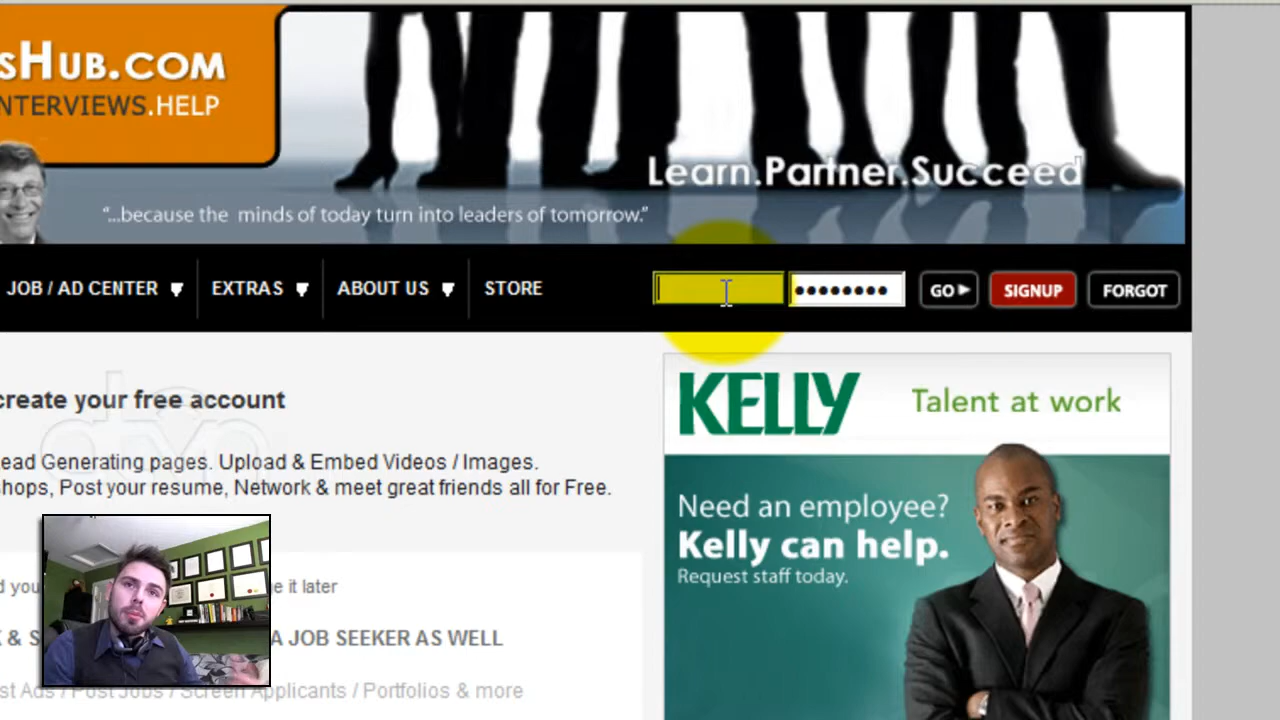 sHUB.COM
NTERVIEWS.HELP
Learn.Partner.Succeed
“...because the minds of today turn into leaders of tomorrow.”
JOB / AD CENTER
EXTRAS
ABOUT US
STORE
GO
SIGNUP
FORGOT
create your free account
ead Generating pages. Upload & Embed Videos / Images.
shops, Post your resume, Network & meet great friends all for Free.
KELLY
Talent at work
Need an employee?
Kelly can help.
Request staff today.
d you
e it later
& S
A JOB SEEKER AS WELL
st Ads / Post Jobs / Screen Applicants / Portfolios & more